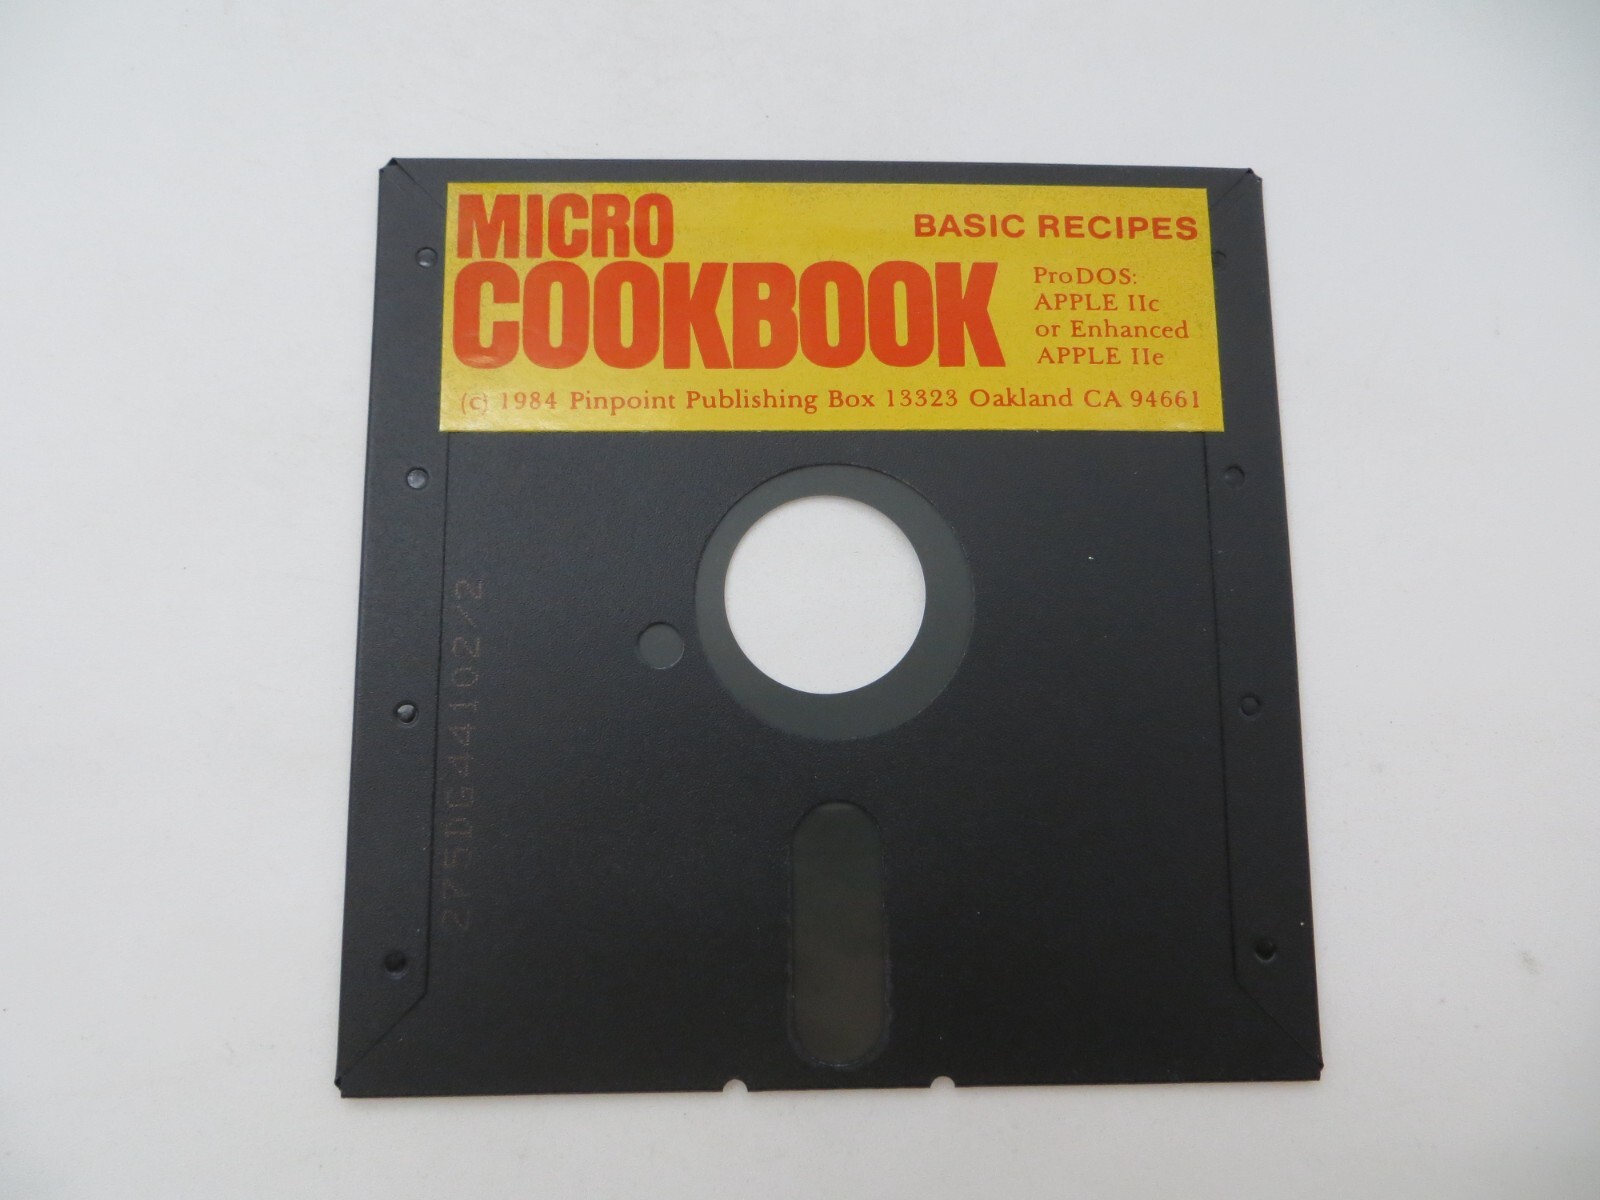 MICRO
COOKBOOK
BASIC RECIPES
ProDOS:
APPLE IIc
or Enhanced
APPLE IIe
(c) 1984 Pinpoint Publishing Box 13323 Oakland CA 94661
275DG44102/2